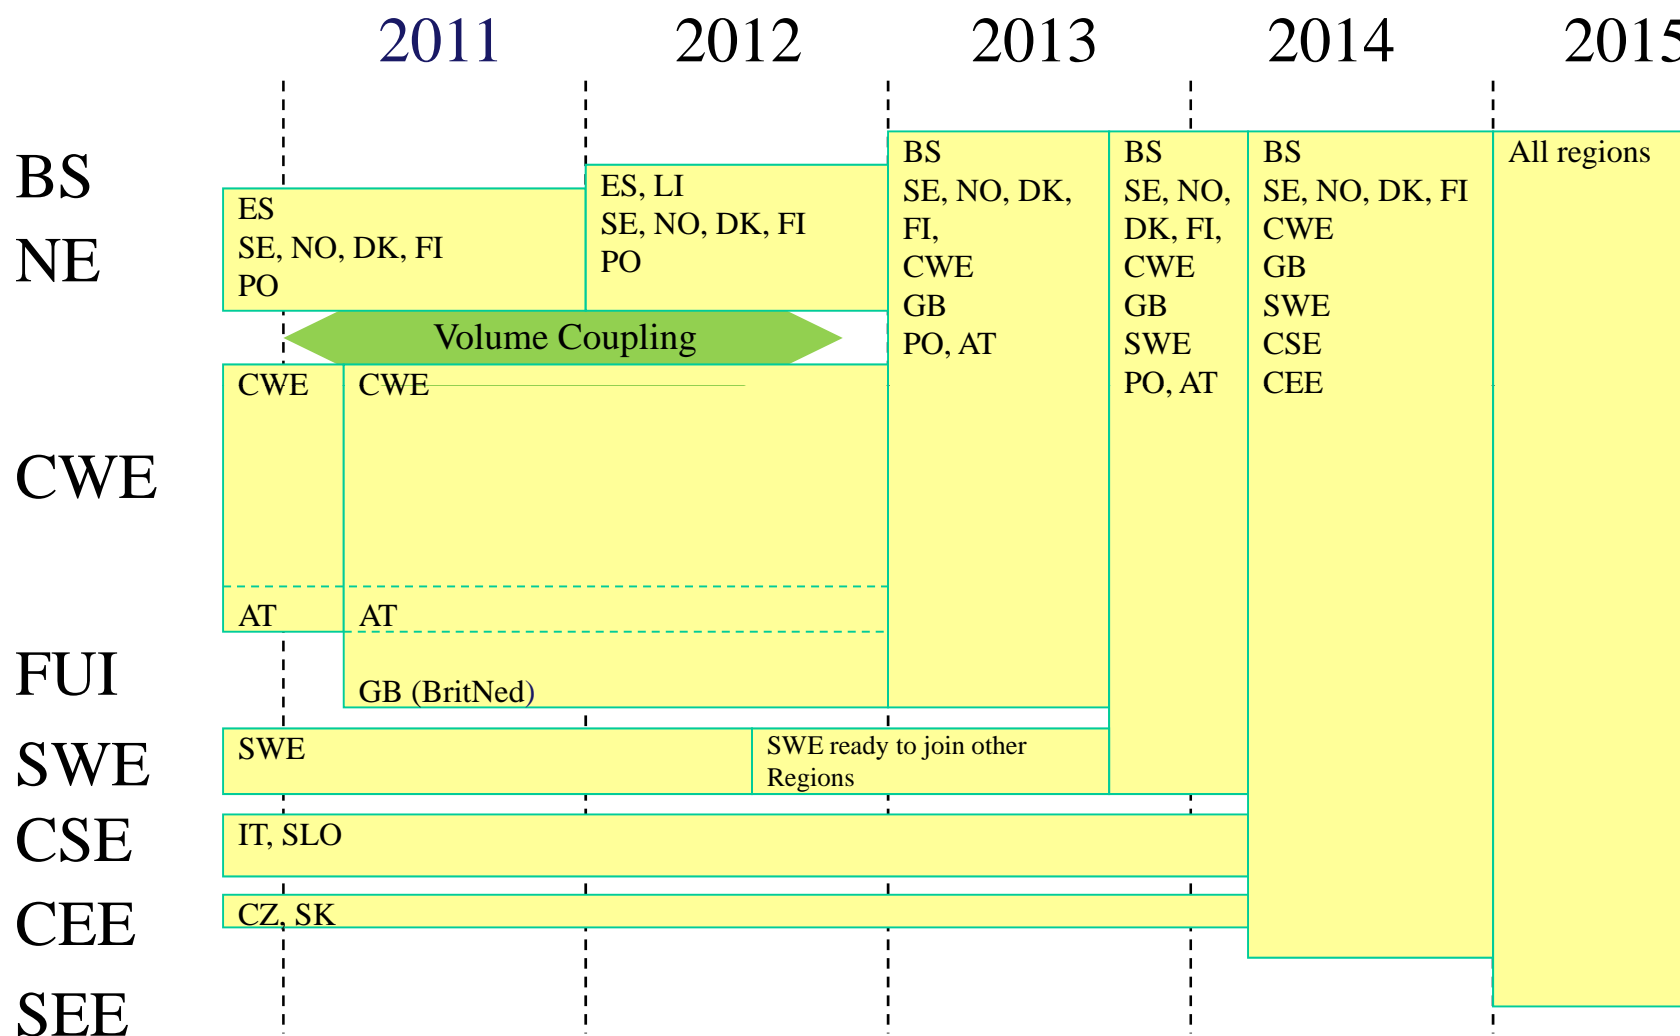 2011 2012 2013 2014 2015
BS
NE
CWE
FUI
SWE
CSE
CEE
SEE
ES
SE, NO, DK, FI
PO
ES, LI
SE, NO, DK, FI
PO
Volume Coupling
CWE
AT
CWE
AT
GB (BritNed)
BS
SE, NO, DK,
FI,
CWE
GB
PO, AT
BS
SE, NO,
DK, FI,
CWE
GB
SWE
PO, AT
BS
SE, NO, DK, FI
CWE
GB
SWE
CSE
CEE
All regions
SWE
SWE ready to join other
Regions
IT, SLO
CZ, SK